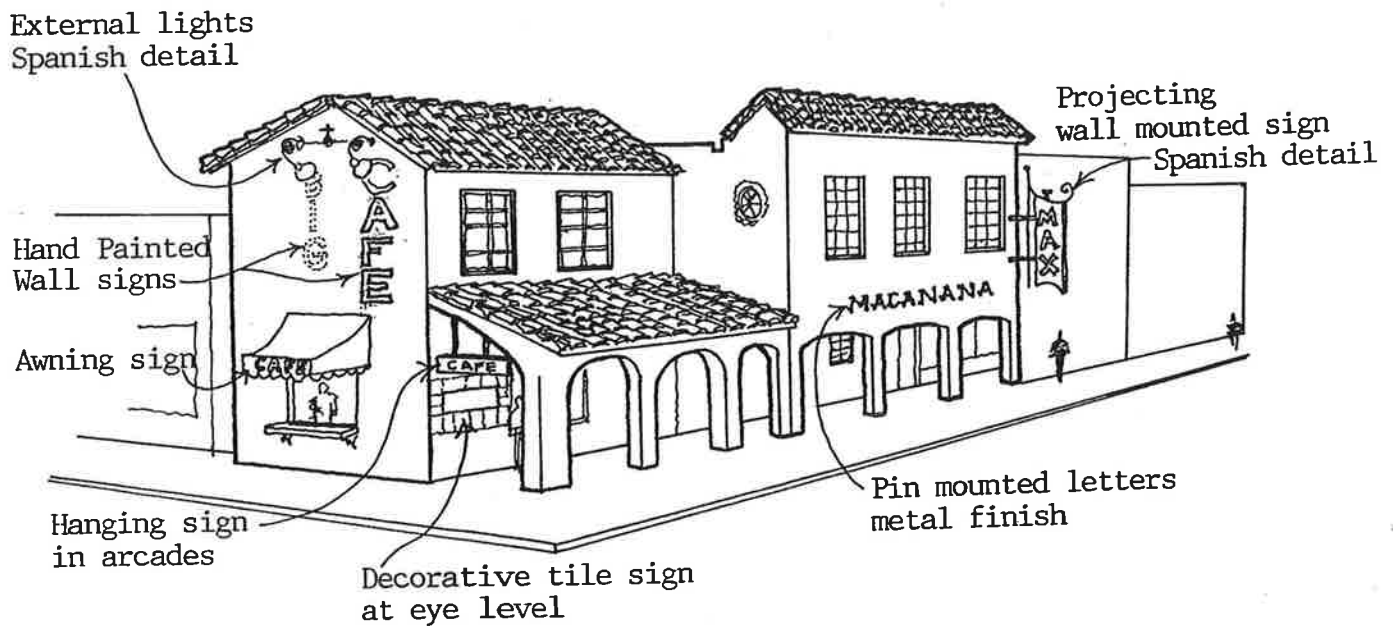 External lights
Spanish detail
Projecting
wall mounted sign
Spanish detail
CAFE
MAX
Hand Painted
Wall signs
MACANANA
Awning sign
CAFE
CAFE
Pin mounted letters
metal finish
Hanging sign
in arcades
Decorative tile sign
at eye level